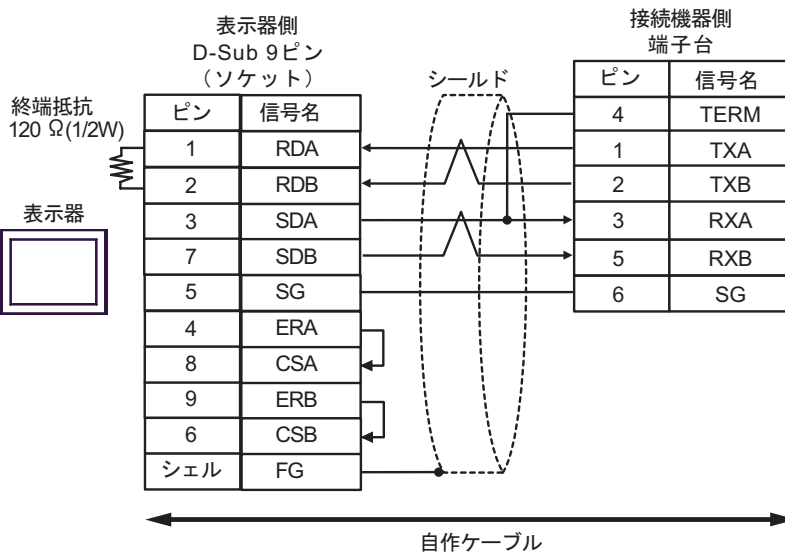 表示器側
D-Sub 9ピン
(ソケット)
接続機器側
端子台
シールド
終端抵抗
120 Ω(1/2W)
表示器
ピン 信号名
1 RDA
2 RDB
3 SDA
7 SDB
5 SG
4 ERA
8 CSA
9 ERB
6 CSB
シェル FG
ピン 信号名
4 TERM
1 TXA
2 TXB
3 RXA
5 RXB
6 SG
自作ケーブル